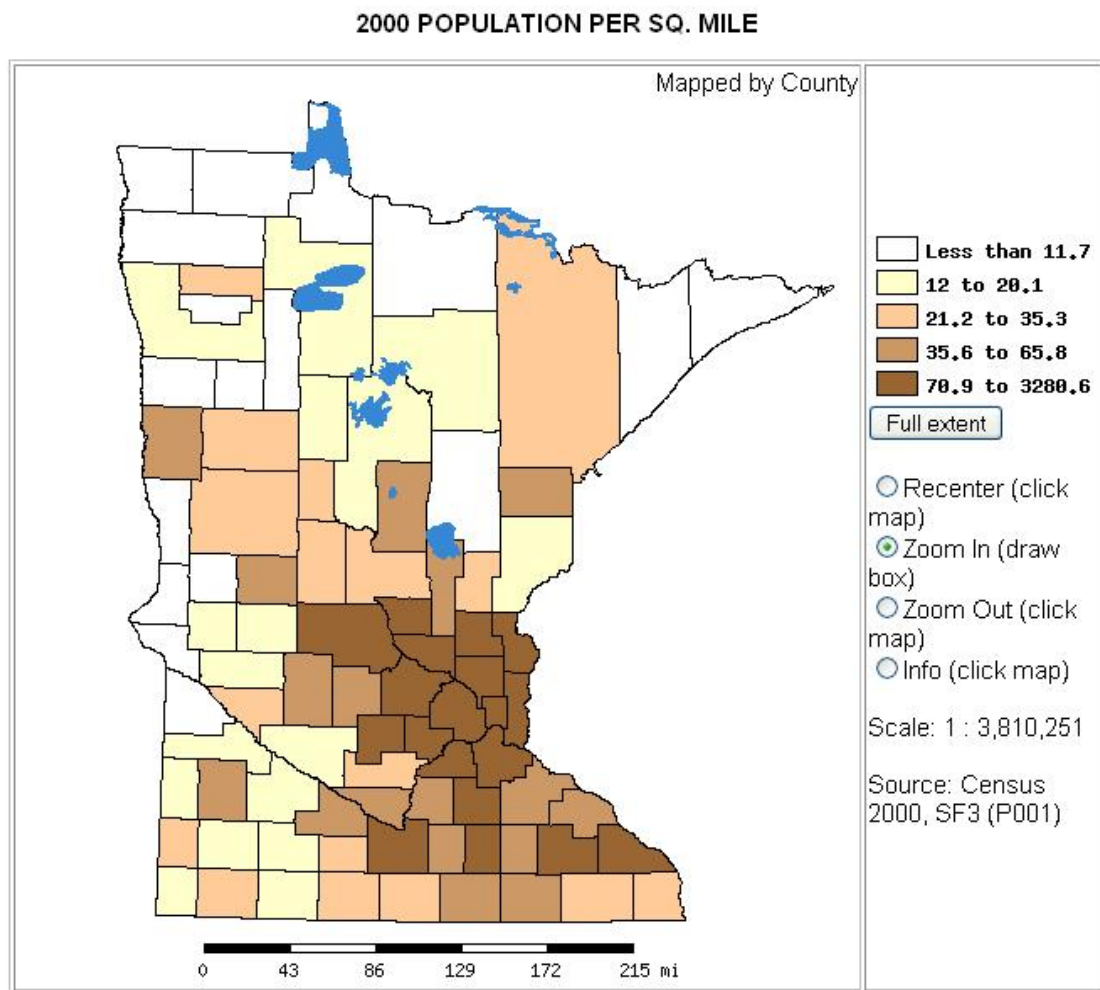 2000 POPULATION PER SQ. MILE
Mapped by County
Less than 11.7
12 to 20.1
21.2 to 35.3
35.6 to 65.8
70.9 to 3280.6
Full extent
Recenter (click
map)
Zoom In (draw
box)
Zoom Out (click
map)
Info (click map)
Scale: 1 : 3,810,251
Source: Census
2000, SF3 (P001)
0 43 86 129 172 215 mi